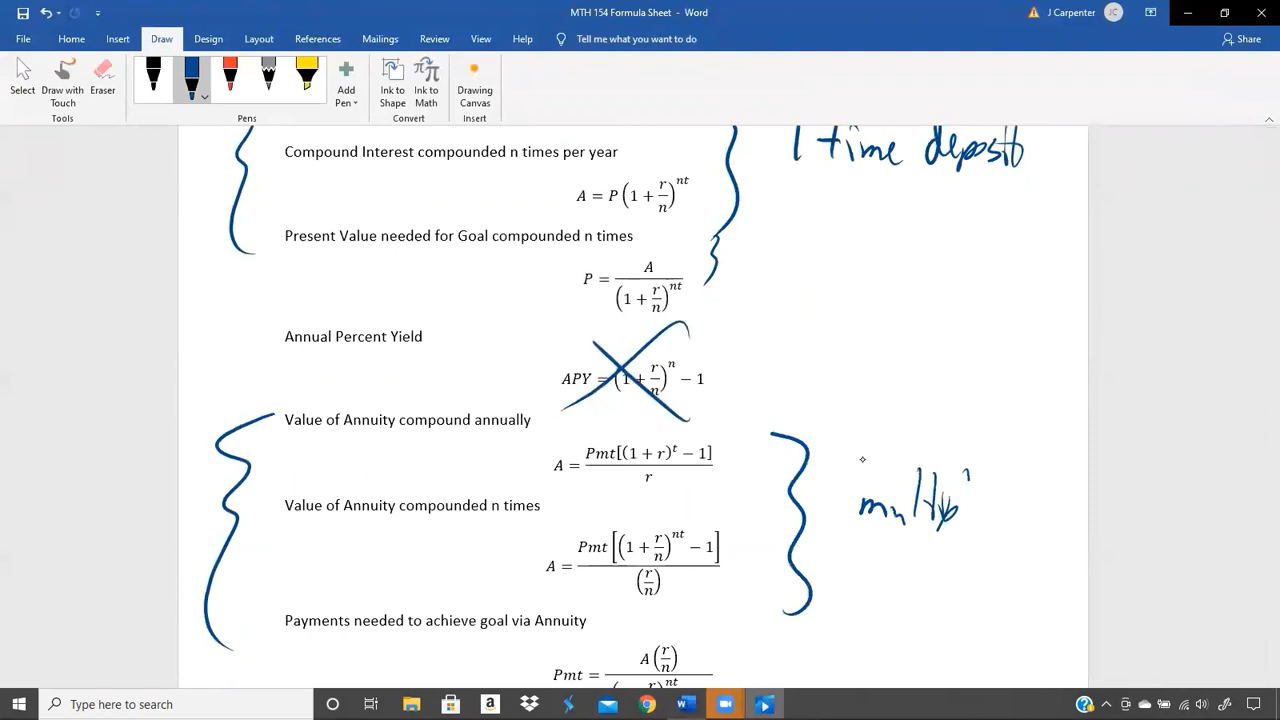 MTH 154 Formula Sheet - Word
J Carpenter JC
File Home Insert Draw Design Layout References Mailings Review View Help Tell me what you want to do Share
Select Draw with Touch Eraser Add Pen Ink to Shape Ink to Math Drawing Canvas
Tools Pens Convert Insert
1 time deposit
Compound Interest compounded n times per year
A = P(1 + r/n)^nt
Present Value needed for Goal compounded n times
P = A / (1 + r/n)^nt
Annual Percent Yield
APY = (1 + r/n)^n − 1
Value of Annuity compound annually
A = Pmt[(1 + r)^t − 1] / r
Value of Annuity compounded n times
A = Pmt[(1 + r/n)^nt − 1] / (r/n)
Payments needed to achieve goal via Annuity
Pmt = A(r/n)
Type here to search